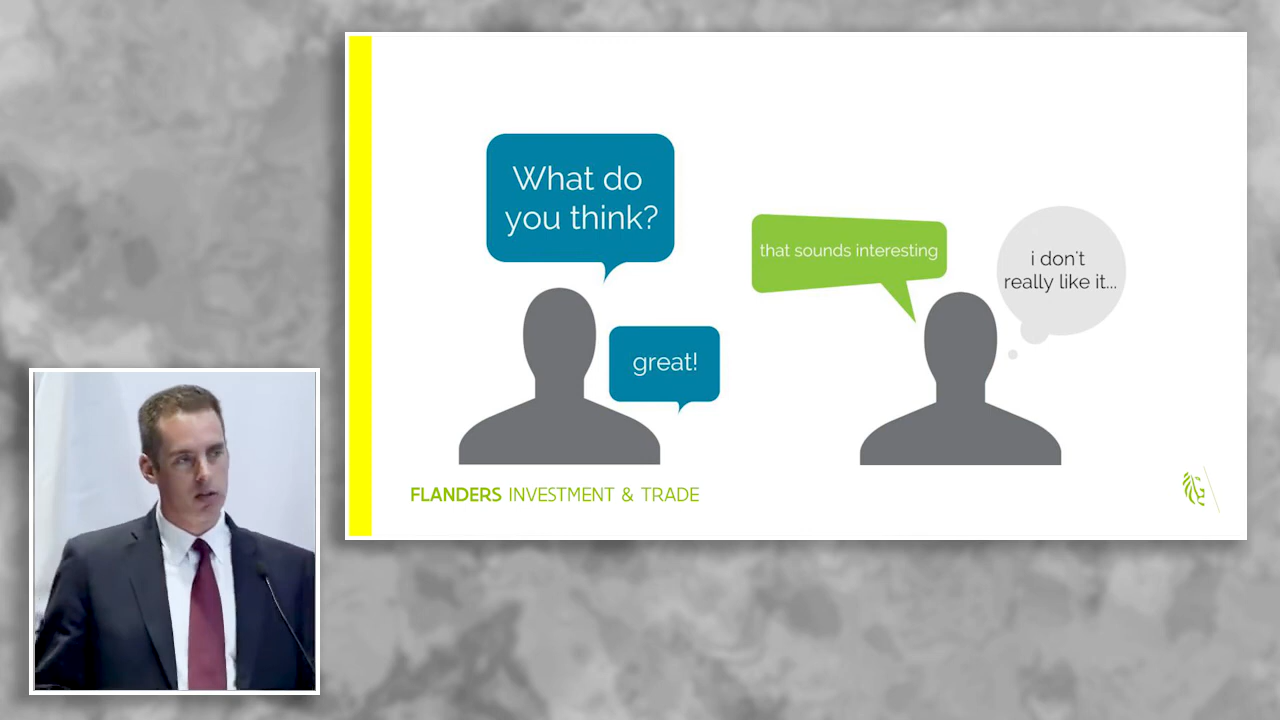 What do
you think?
that sounds interesting
i don't
really like it...
great!
FLANDERS INVESTMENT & TRADE